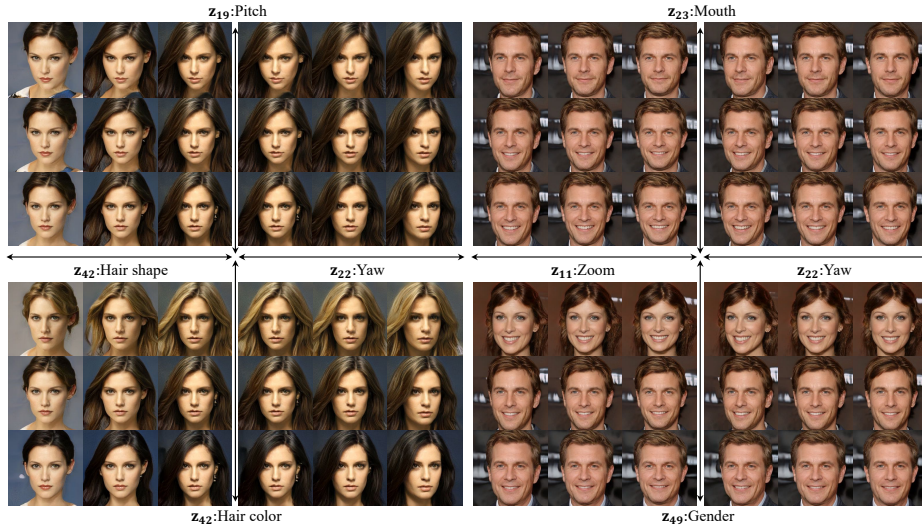 z19:Pitch
z23:Mouth
z42:Hair shape
z22:Yaw
z11:Zoom
z22:Yaw
z42:Hair color
z49:Gender